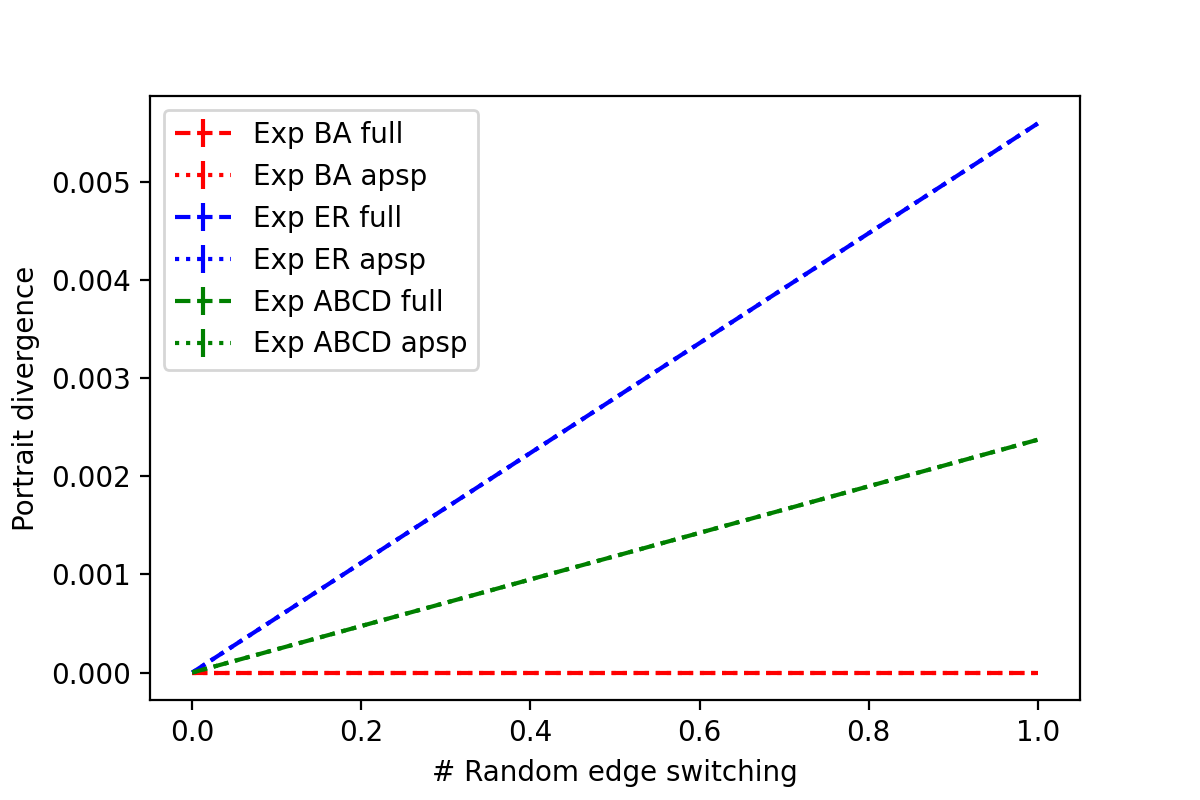 Exp BA full
Exp BA apsp
Exp ER full
Exp ER apsp
Exp ABCD full
Exp ABCD apsp
Portrait divergence
0.005
0.004
0.003
0.002
0.001
0.000
0.0 0.2 0.4 0.6 0.8 1.0
# Random edge switching